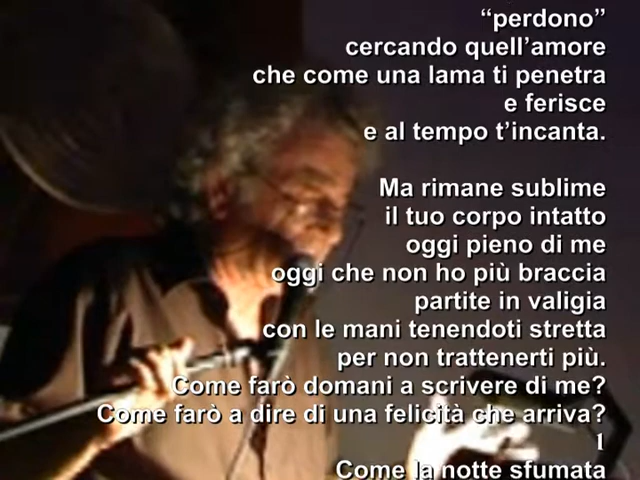 “perdono”
cercando quell’amore
che come una lama ti penetra
e ferisce
e al tempo t’incanta.
Ma rimane sublime
il tuo corpo intatto
oggi pieno di me
oggi che non ho più braccia
partite in valigia
con le mani tenendoti stretta
per non trattenerti più.
Come farò domani a scrivere di me?
Come farò a dire di una felicità che arriva?
1
Come la notte sfumata